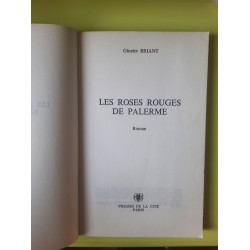 Ginette BRIANT
LES ROSES ROUGES
DE PALERME
Roman
PRESSES DE LA CITÉ
PARIS